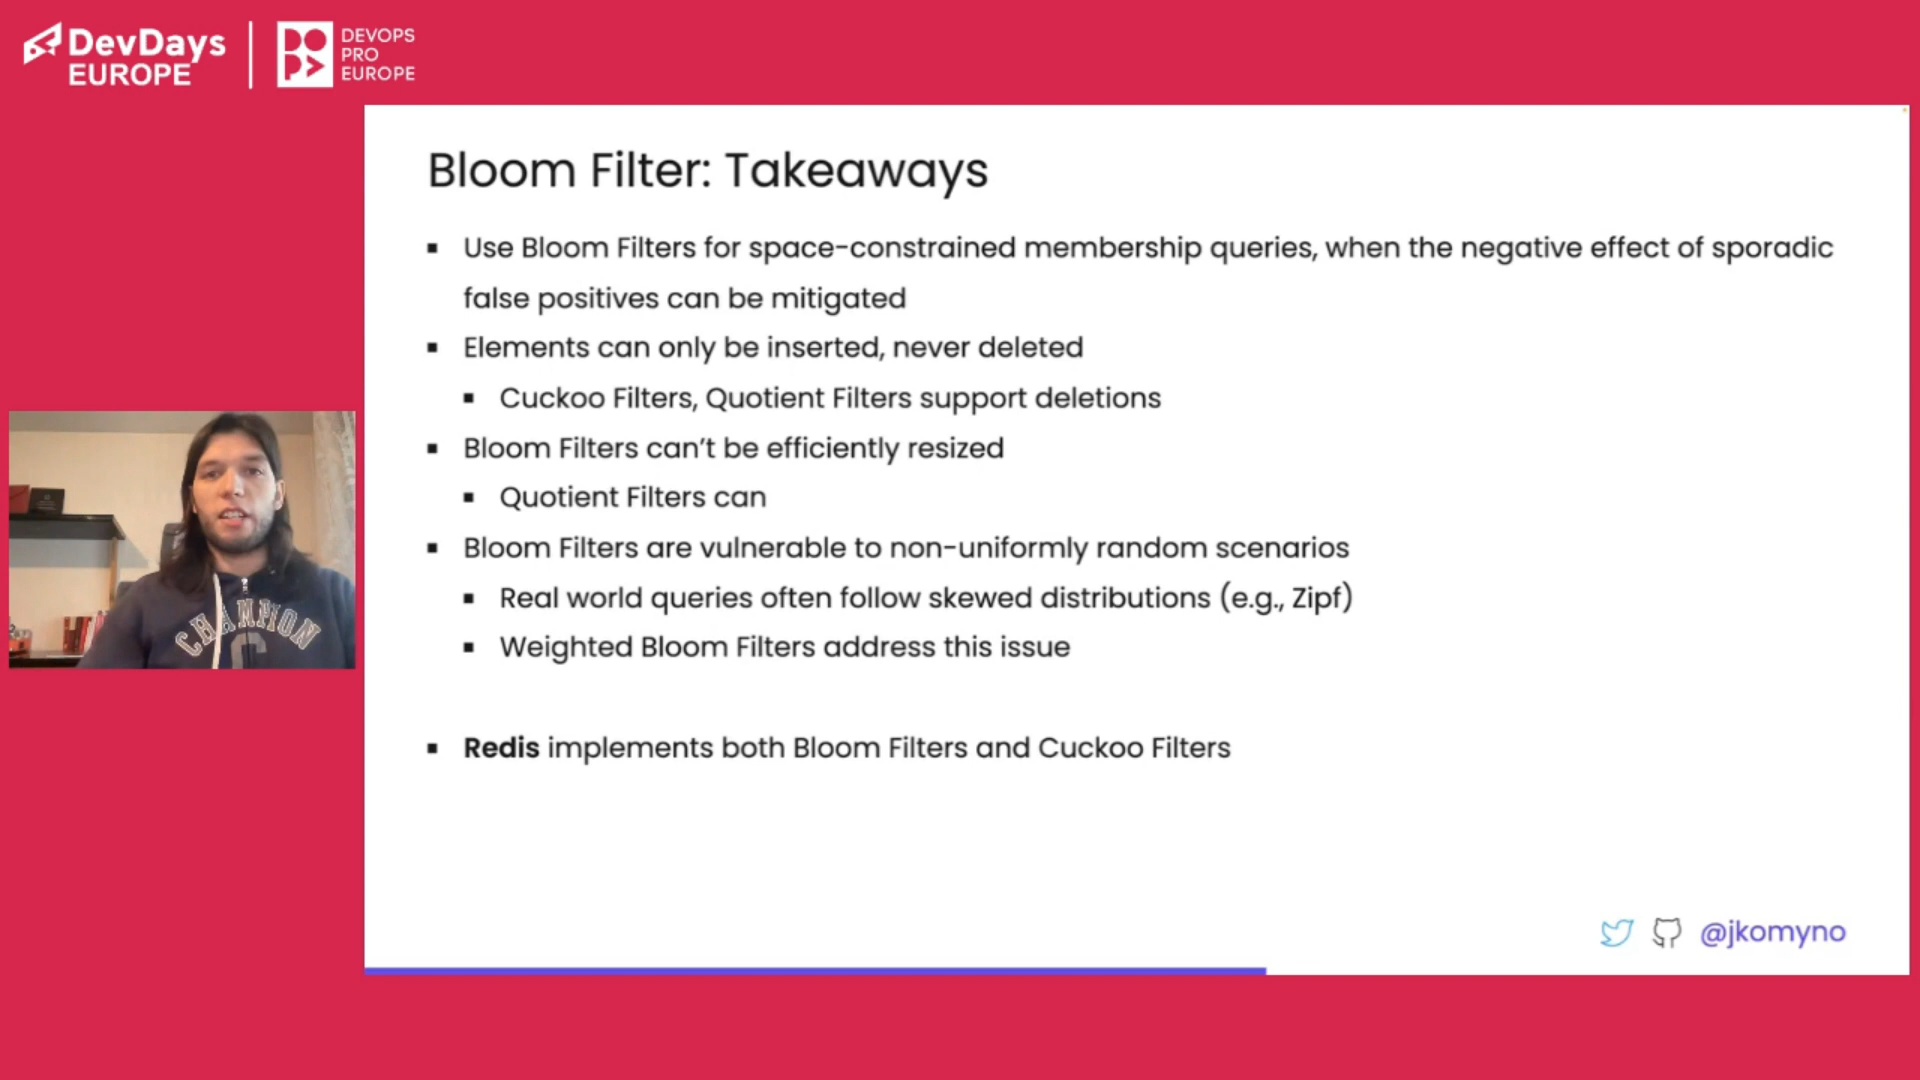 DevDays
EUROPE
DEVOPS
PRO
EUROPE
Bloom Filter: Takeaways
▪ Use Bloom Filters for space-constrained membership queries, when the negative effect of sporadic
false positives can be mitigated
▪ Elements can only be inserted, never deleted
▪ Cuckoo Filters, Quotient Filters support deletions
▪ Bloom Filters can't be efficiently resized
▪ Quotient Filters can
▪ Bloom Filters are vulnerable to non-uniformly random scenarios
▪ Real world queries often follow skewed distributions (e.g., Zipf)
▪ Weighted Bloom Filters address this issue
▪ Redis implements both Bloom Filters and Cuckoo Filters
CHAMPION
C
@jkomyno